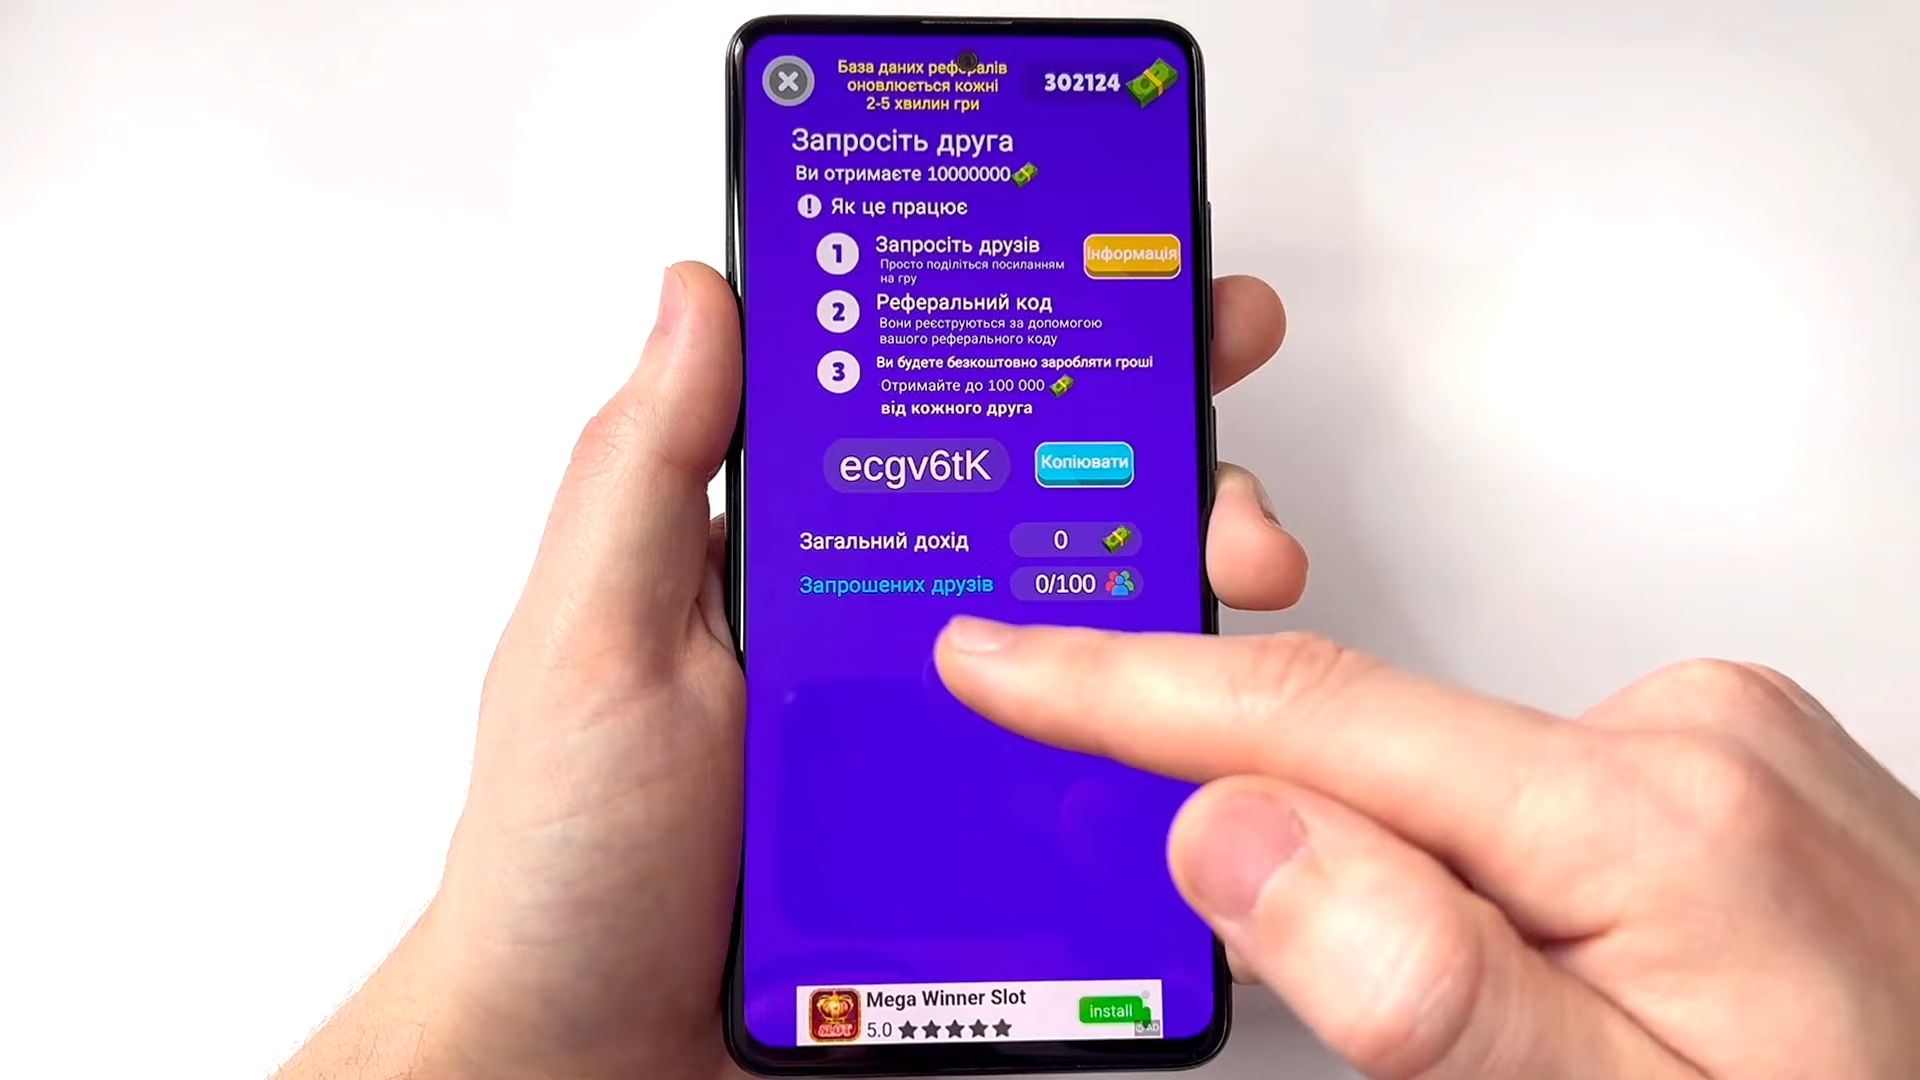 База даних рефералів
оновлюється кожні
2-5 хвилин гри
302124
Запросіть друга
Ви отримаєте 10000000
! Як це працює
1 Запросіть друзів
Просто поділіться посиланням
на гру
Інформація
2 Реферальний код
Вони реєструються за допомогою
вашого реферального коду
3 Ви будете безкоштовно заробляти гроші
Отримайте до 100 000
від кожного друга
ecgv6tK
Копіювати
Загальний дохід 0
Запрошених друзів 0/100
Mega Winner Slot
5.0
SLOT
install
AD